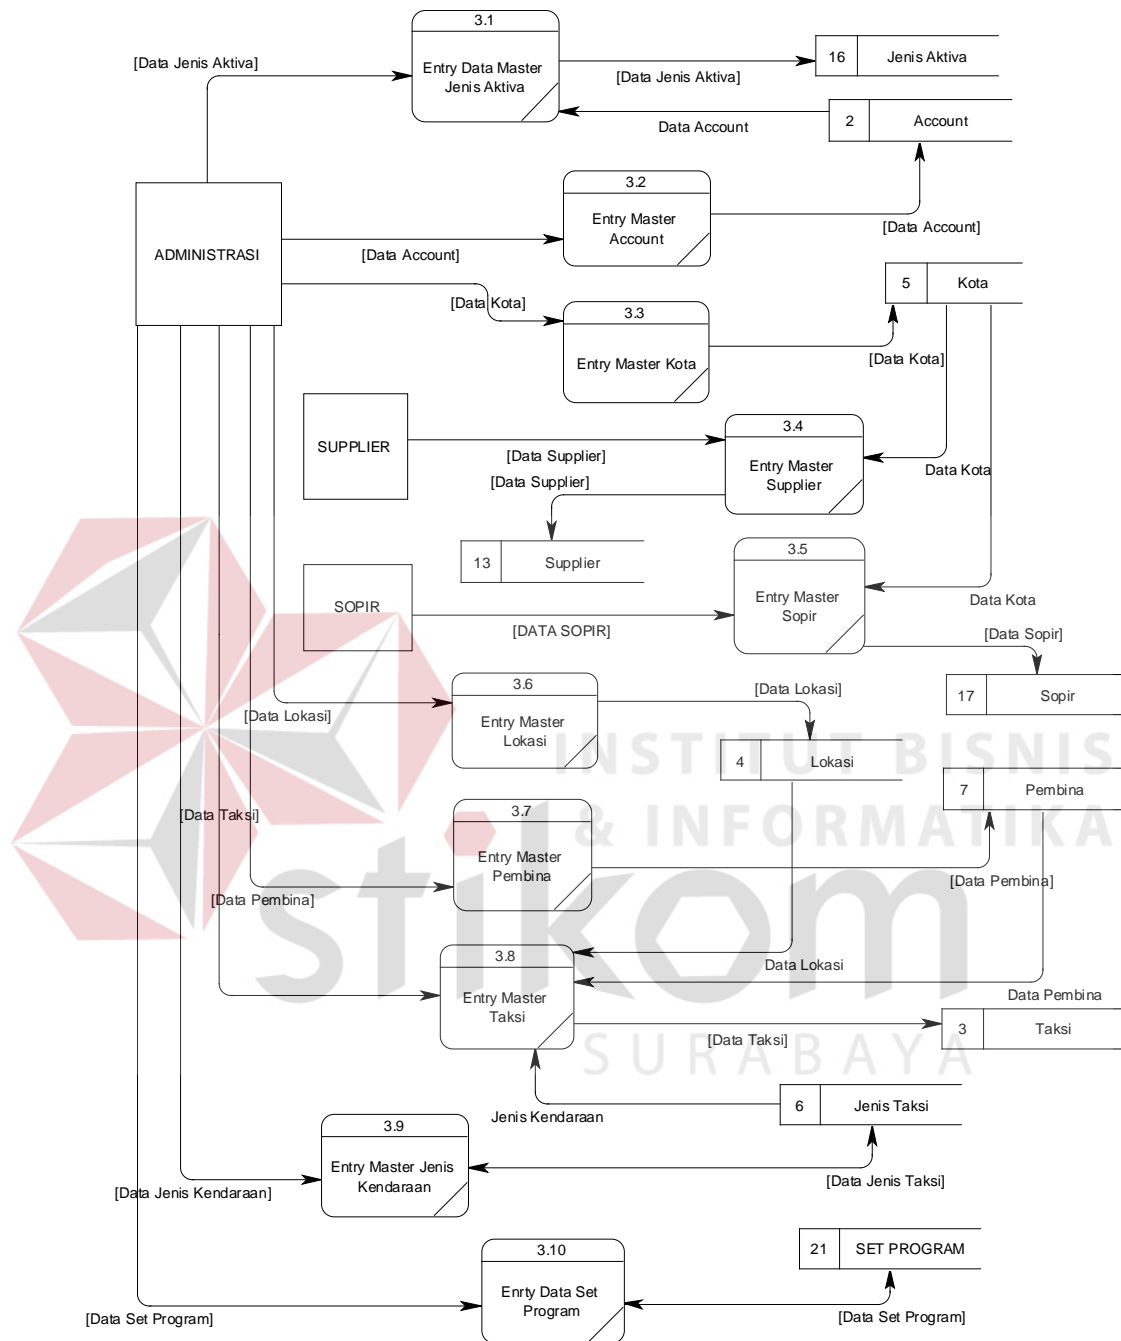 3.1
[Data Jenis Aktiva]
Entry Data Master
Jenis Aktiva
[Data Jenis Aktiva]
16
Jenis Aktiva
Data Account
2
Account
3.2
Entry Master
Account
[Data Account]
[Data Account]
ADMINISTRASI
[Data Kota]
3.3
Entry Master Kota
[Data Kota]
5
Kota
SUPPLIER
[Data Supplier]
[Data Supplier]
3.4
Entry Master
Supplier
Data Kota
13
Supplier
3.5
Entry Master
Sopir
Data Kota
SOPIR
[DATA SOPIR]
[Data Sopir]
17
Sopir
3.6
Entry Master
Lokasi
[Data Lokasi]
[Data Lokasi]
4
Lokasi
INSTITUT BISNIS
& INFORMATIKA
7
Pembina
[Data Taksi]
3.7
Entry Master
Pembina
[Data Pembina]
[Data Pembina]
stikom
3.8
Entry Master
Taksi
Data Lokasi
Data Pembina
[Data Taksi]
3
Taksi
SURABAYA
Jenis Kendaraan
6
Jenis Taksi
3.9
Entry Master Jenis
Kendaraan
[Data Jenis Kendaraan]
[Data Jenis Taksi]
21
SET PROGRAM
3.10
Enrty Data Set
Program
[Data Set Program]
[Data Set Program]